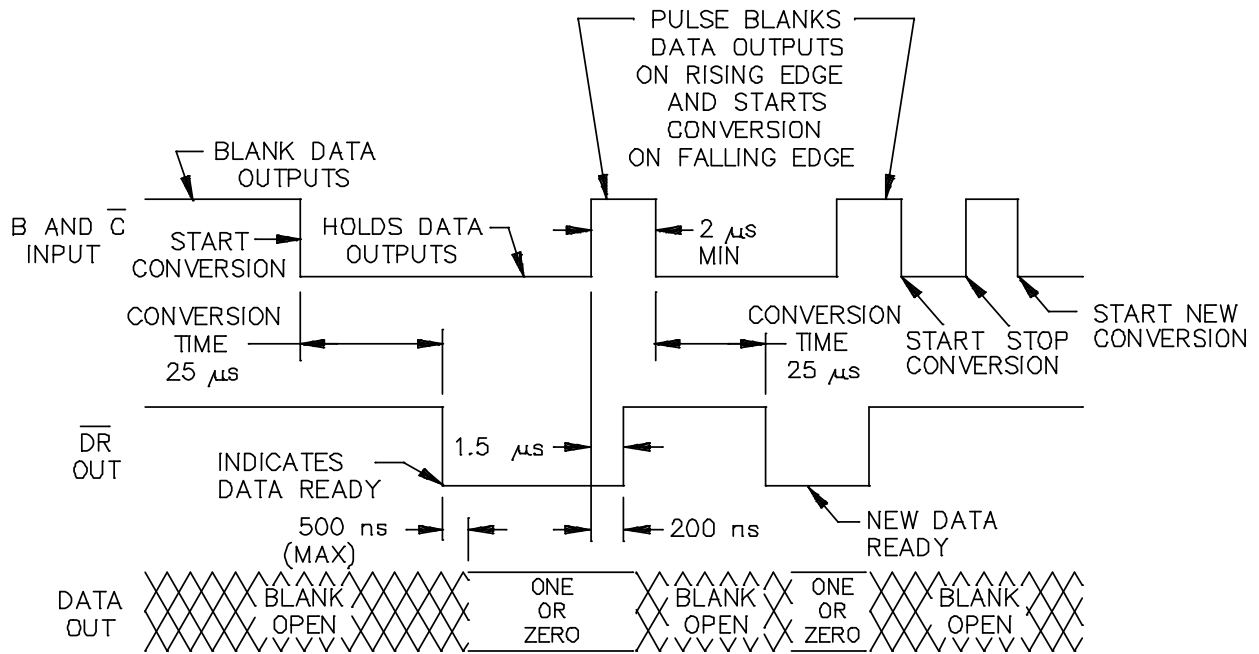 PULSE BLANKS
DATA OUTPUTS
ON RISING EDGE
AND STARTS
CONVERSION
ON FALLING EDGE
BLANK DATA
OUTPUTS
B AND C̅
INPUT
START
CONVERSION
HOLDS DATA
OUTPUTS
2 μs
MIN
CONVERSION
TIME
25 μs
CONVERSION
TIME
25 μs
START
CONVERSION
STOP
START NEW
CONVERSION
D̅R̅
OUT
1.5 μs
INDICATES
DATA READY
500 ns
(MAX)
200 ns
NEW DATA
READY
DATA
OUT
BLANK
OPEN
ONE
OR
ZERO
BLANK
OPEN
ONE
OR
ZERO
BLANK
OPEN